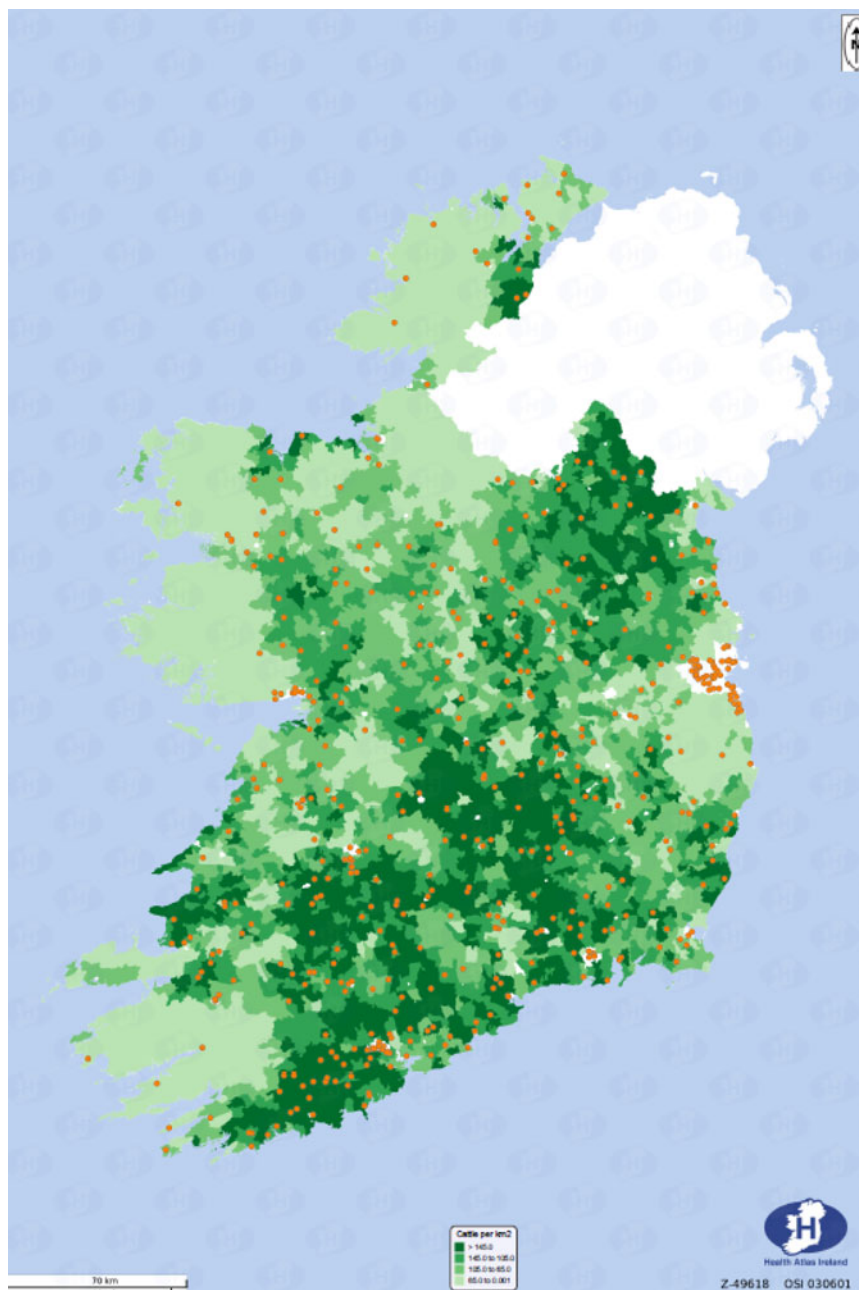 N
Cattle per km2
> 145.0
145.0 to 105.0
105.0 to 65.0
65.0 to 0.001
H
Health Atlas Ireland
70 km
Z-49618 OSI 030601